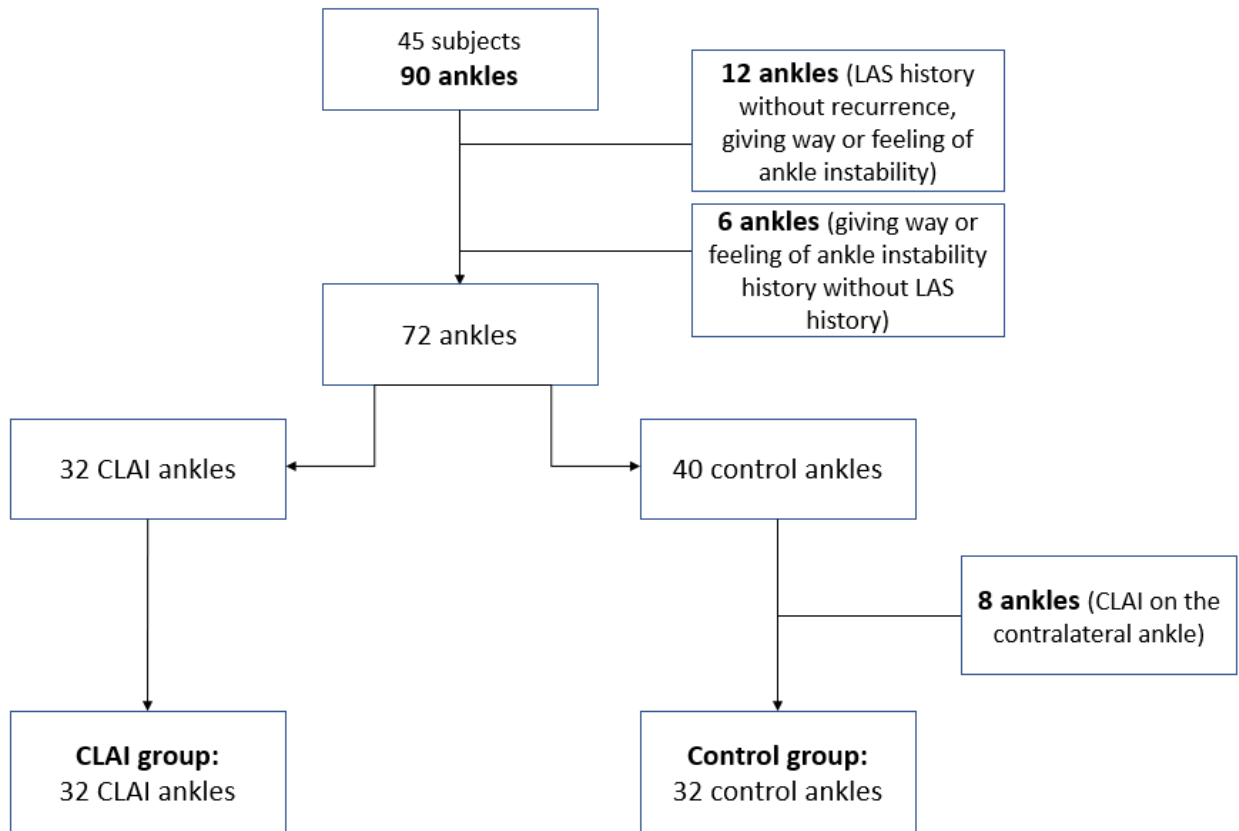 45 subjects
90 ankles
12 ankles (LAS history
without recurrence,
giving way or feeling of
ankle instability)
6 ankles (giving way or
feeling of ankle instability
history without LAS
history)
72 ankles
32 CLAI ankles
40 control ankles
8 ankles (CLAI on the
contralateral ankle)
CLAI group:
32 CLAI ankles
Control group:
32 control ankles